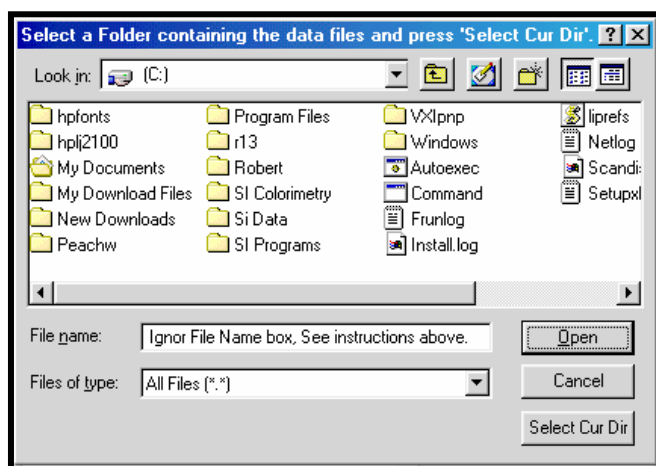 Select a Folder containing the data files and press 'Select Cur Dir'.
Look in: (C:)
hpfonts
hplj2100
My Documents
My Download Files
New Downloads
Peachw
Program Files
r13
Robert
SI Colorimetry
Si Data
SI Programs
VXIpnp
Windows
Autoexec
Command
Frunlog
Install.log
liprefs
Netlog
Scandi
Setupxl
File name: Ignor File Name box, See instructions above.
Open
Files of type: All Files (*.*)
Cancel
Select Cur Dir